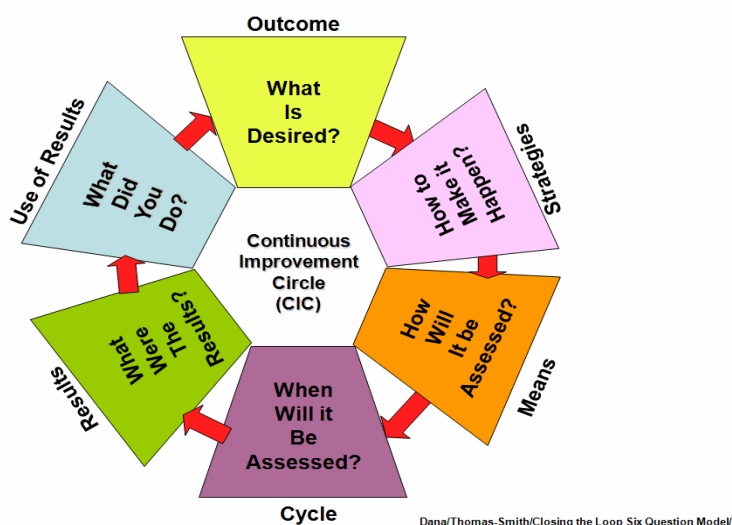 Outcome
What
Is
Desired?
Strategies
How to
Make it
Happen?
How
Will
It be
Assessed?
Means
When
Will it
Be
Assessed?
Cycle
What
Were
The
Results?
Results
What
Did
You
Do?
Use of Results
Continuous
Improvement
Circle
(CIC)
Dana/Thomas-Smith/Closing the Loop Six Question Model/